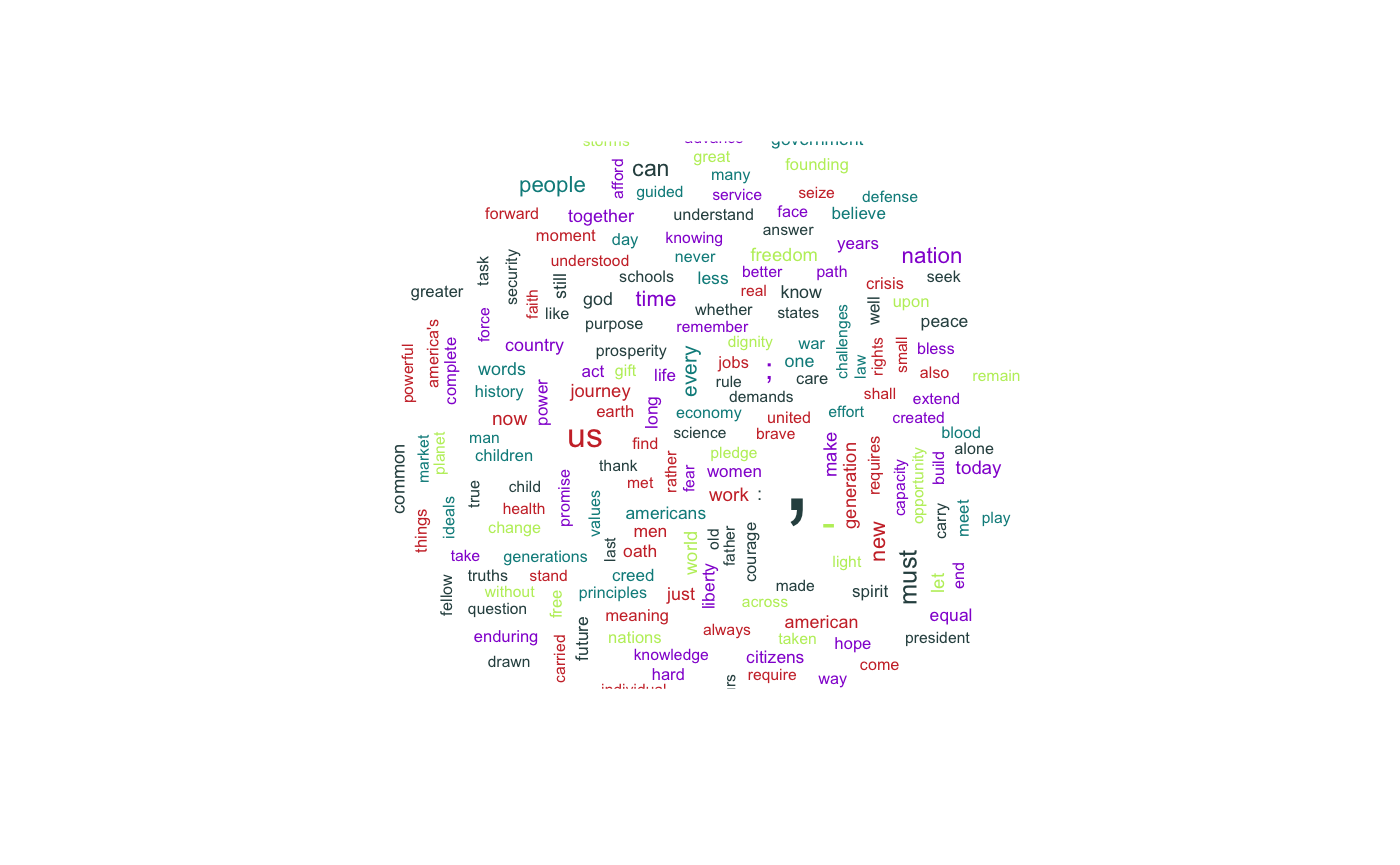 storms
advance
government
great
can
founding
afford
many
people
guided
service
seize
defense
forward
together
understand
face
believe
answer
moment
day
knowing
years
never
freedom
nation
understood
task
security
schools
less
better
path
seek
still
crisis
greater
faith
god
time
real
know
upon
like
whether
states
well
force
purpose
remember
challenges
peace
america's
dignity
war
country
prosperity
rights
small
bless
complete
law
powerful
words
act
gift
life
every
jobs
;
one
also
remain
rule
care
history
power
journey
long
demands
shall
extend
now
earth
economy
united
effort
created
us
science
brave
blood
man
find
make
common
market
planet
children
pledge
alone
thank
rather
fear
women
generation
requires
build
today
met
capacity
opportunity
true
child
promise
work
:
,
-
things
ideals
health
values
americans
carry
meet
play
change
men
new
last
oath
world
old
father
courage
take
generations
light
must
let
end
truths
stand
creed
liberty
made
spirit
fellow
without
free
principles
just
across
question
meaning
american
equal
enduring
future
nations
always
taken
hope
president
drawn
carried
knowledge
citizens
come
hard
require
way
individual